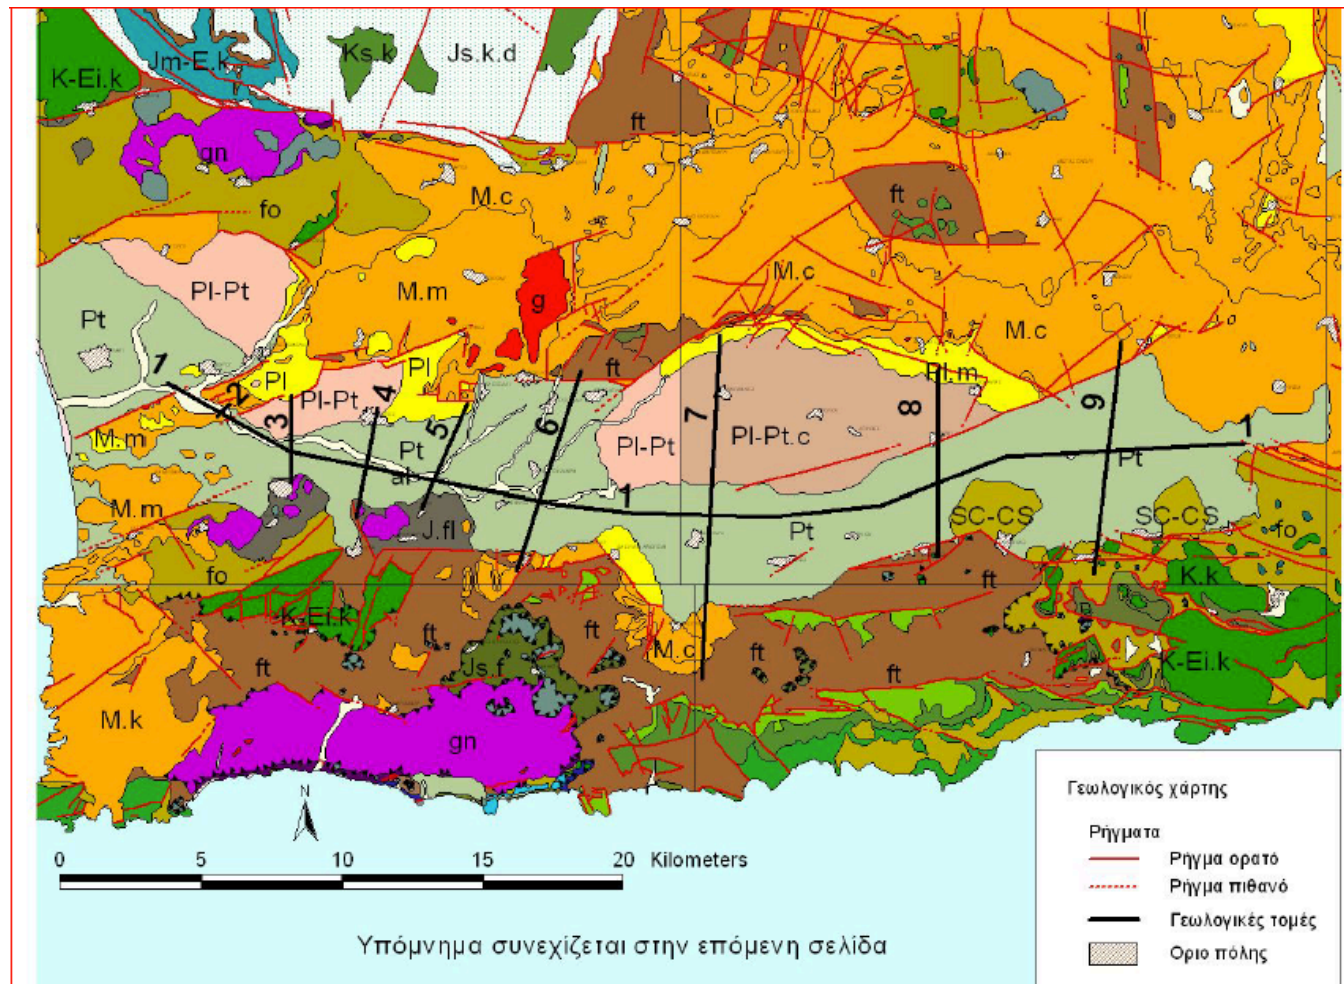 Ks.k
Js.k.d
Jm-E.k
K-Ei.k
ft
gn
M.c
ft
fo
Pl-Pt
M.m
M.c
g
Pt
M.c
1
2
Pl
Pl
ft
Pl.m
3
Pl-Pt
4
5
6
7
8
9
1
M.m
Pt
al
Pl-Pt
Pl-Pt.c
Pt
1
M.m
J.fl
Pt
SC-CS
SC-CS
fo
fo
ft
K.k
K-Ei.k
ft
ft
Js.f
M.c
ft
ft
K-Ei.k
ft
M.k
gn
N
0 5 10 15 20 Kilometers
Υπόμνημα συνεχίζεται στην επόμενη σελίδα
Γεωλογικός χάρτης
Ρήγματα
Ρήγμα ορατό
Ρήγμα πιθανό
Γεωλογικές τομές
Οριο πόλης